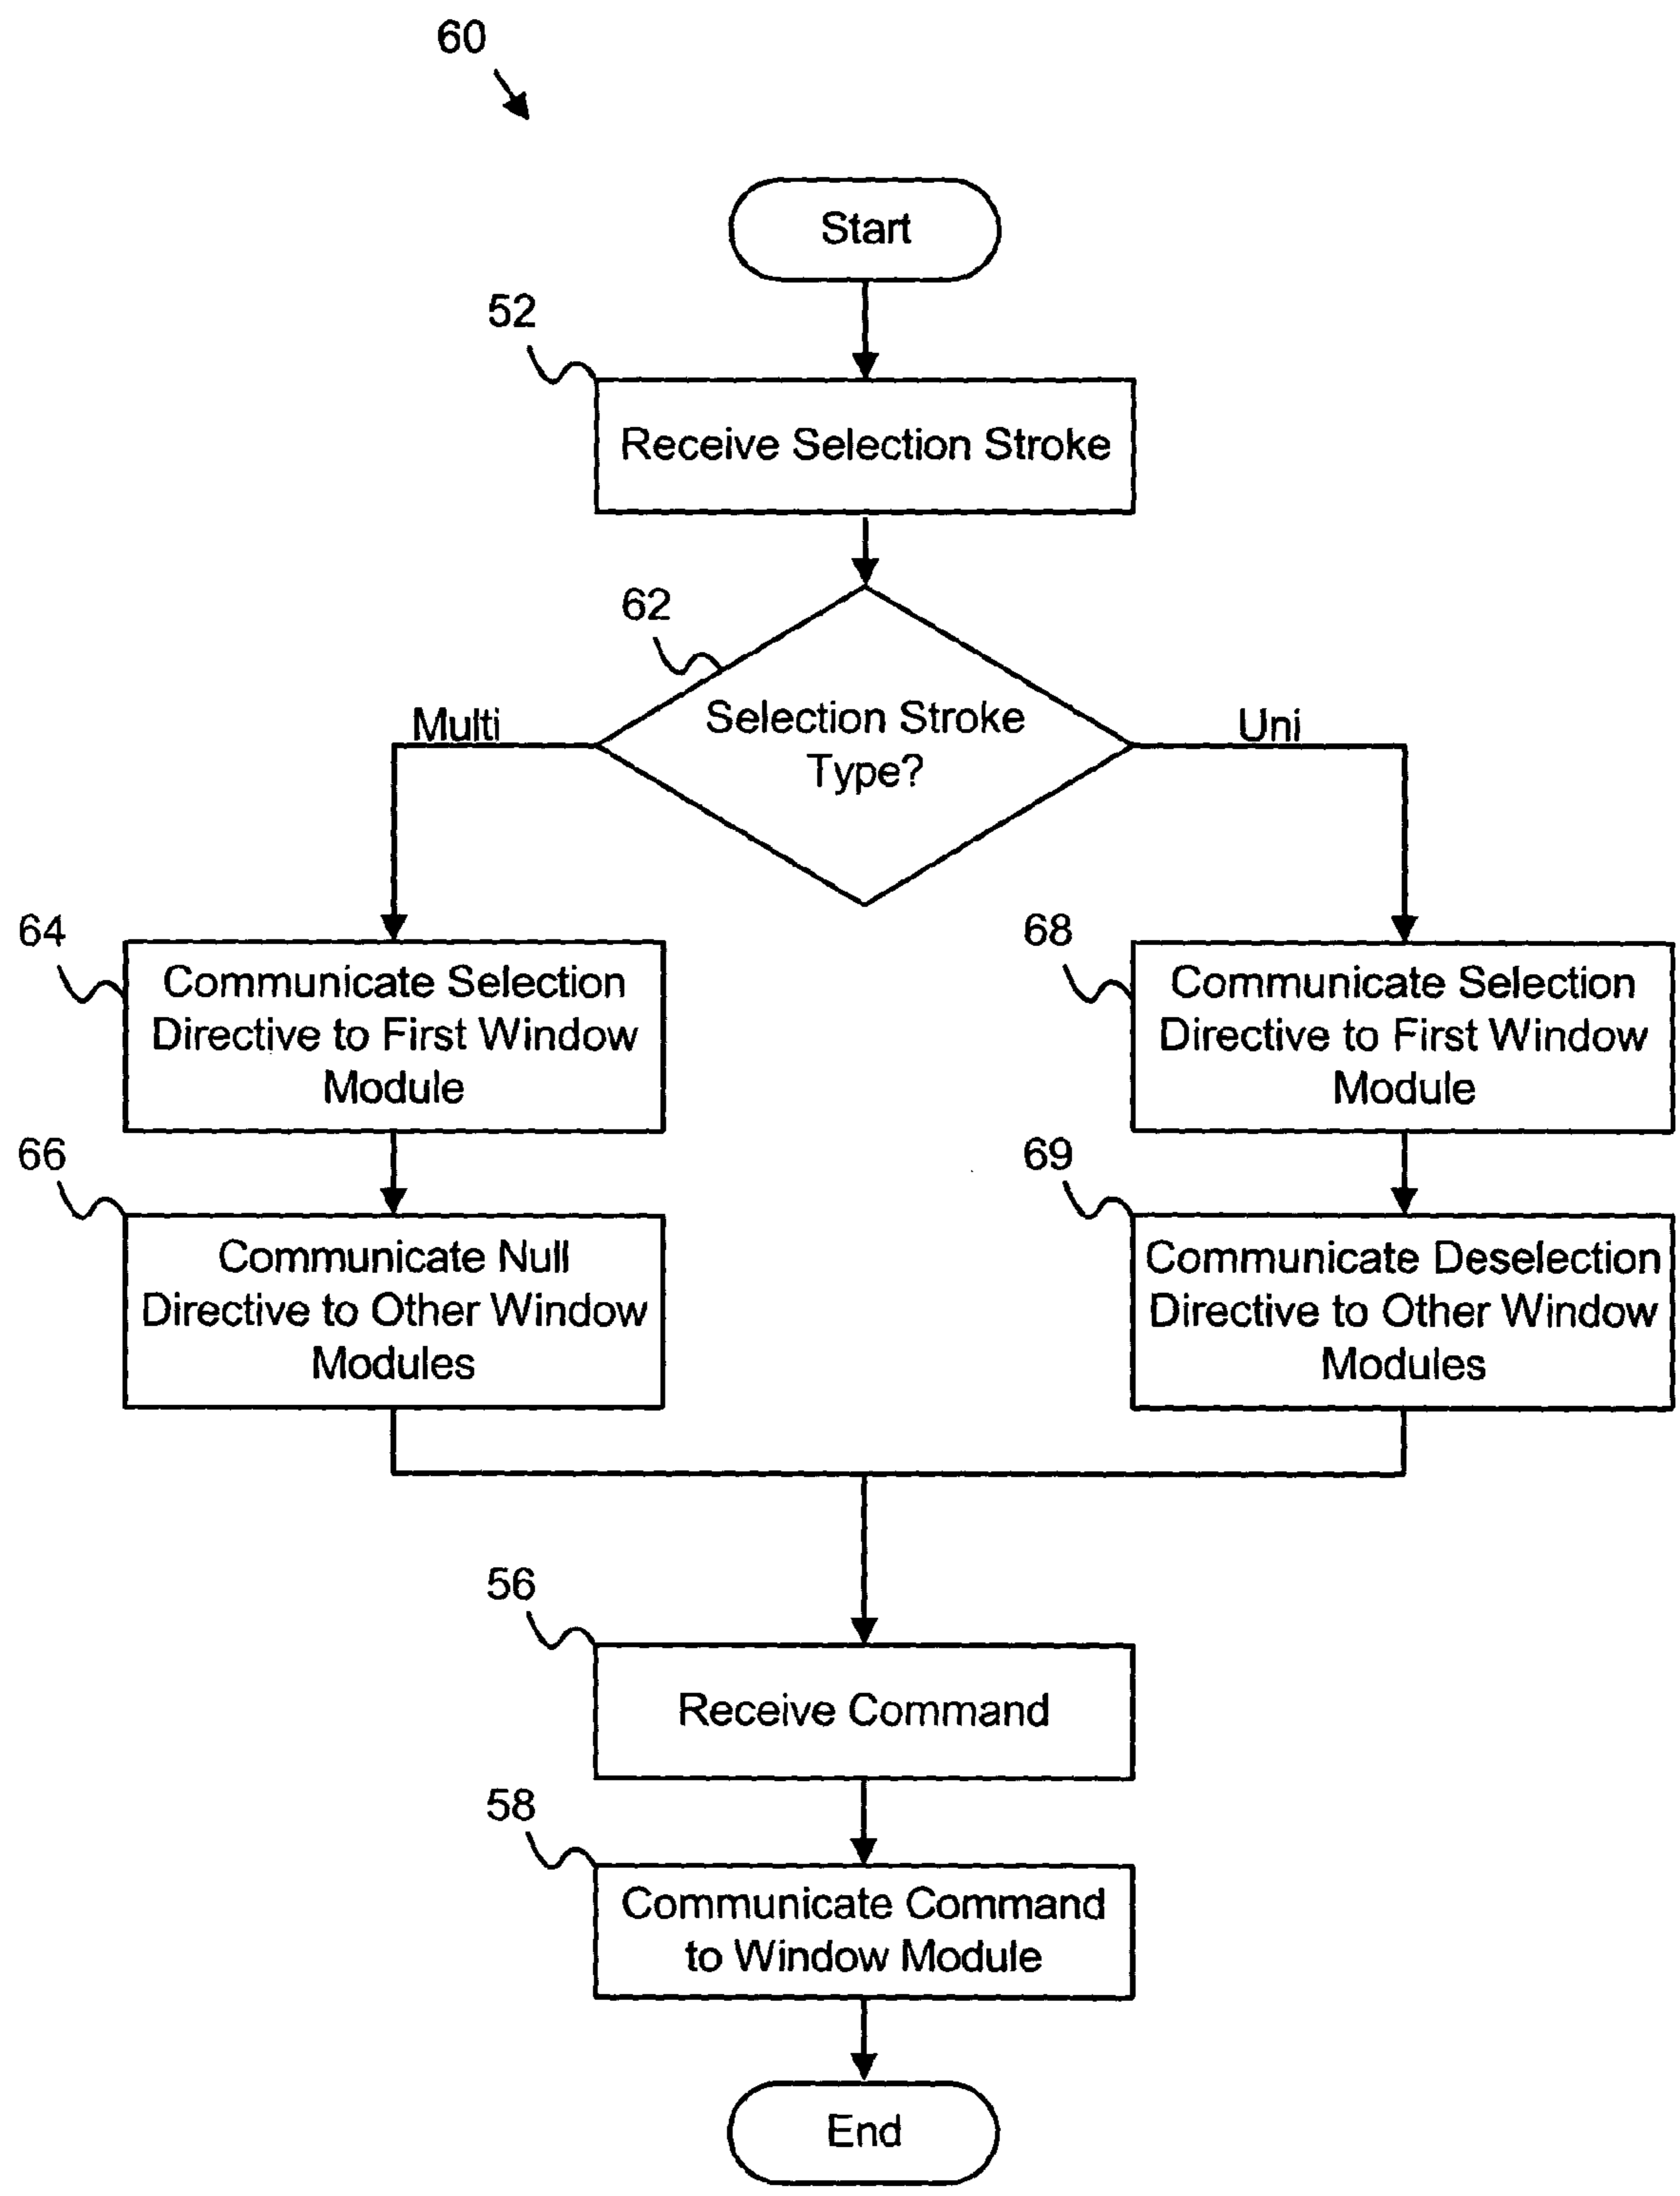 60
Start
52
Receive Selection Stroke
62
Selection Stroke
Type?
Multi
Uni
64
Communicate Selection
Directive to First Window
Module
68
Communicate Selection
Directive to First Window
Module
66
Communicate Null
Directive to Other Window
Modules
69
Communicate Deselection
Directive to Other Window
Modules
56
Receive Command
58
Communicate Command
to Window Module
End